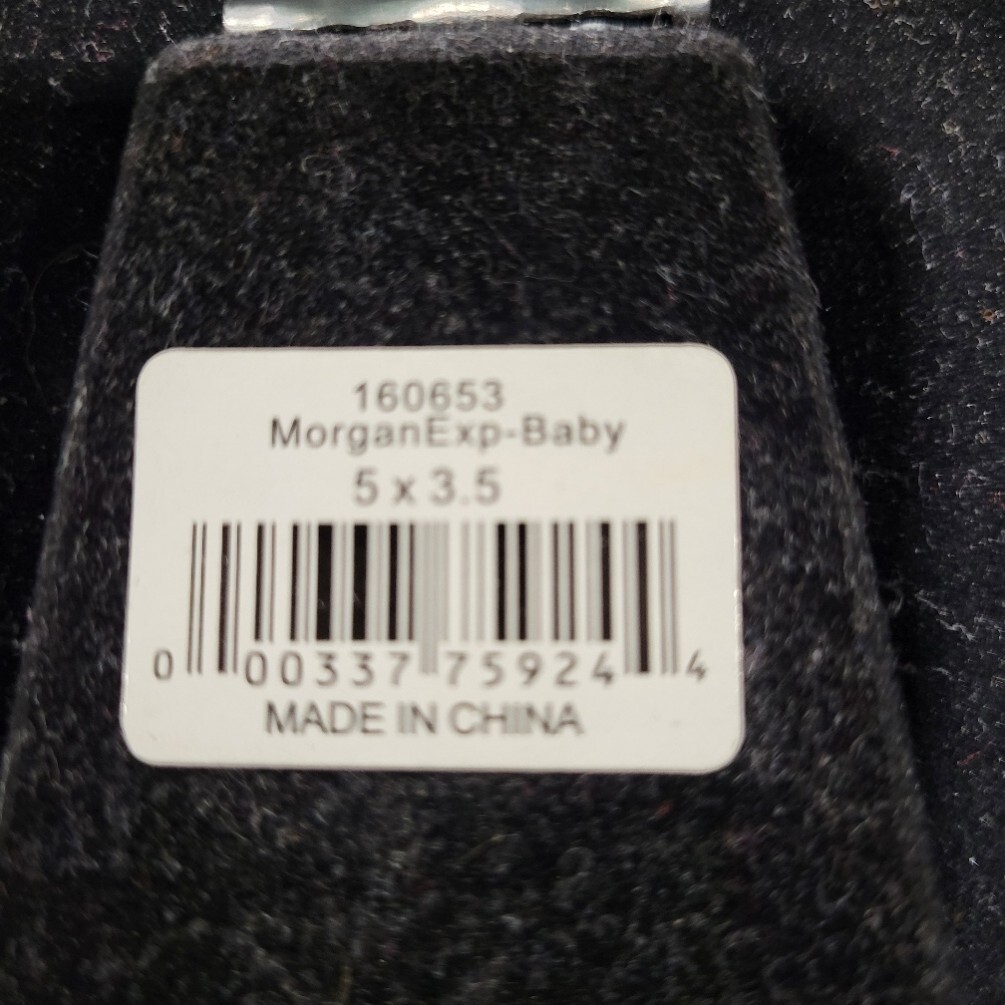 160653
MorganExp-Baby
5 x 3.5
0 00337 75924 4
MADE IN CHINA